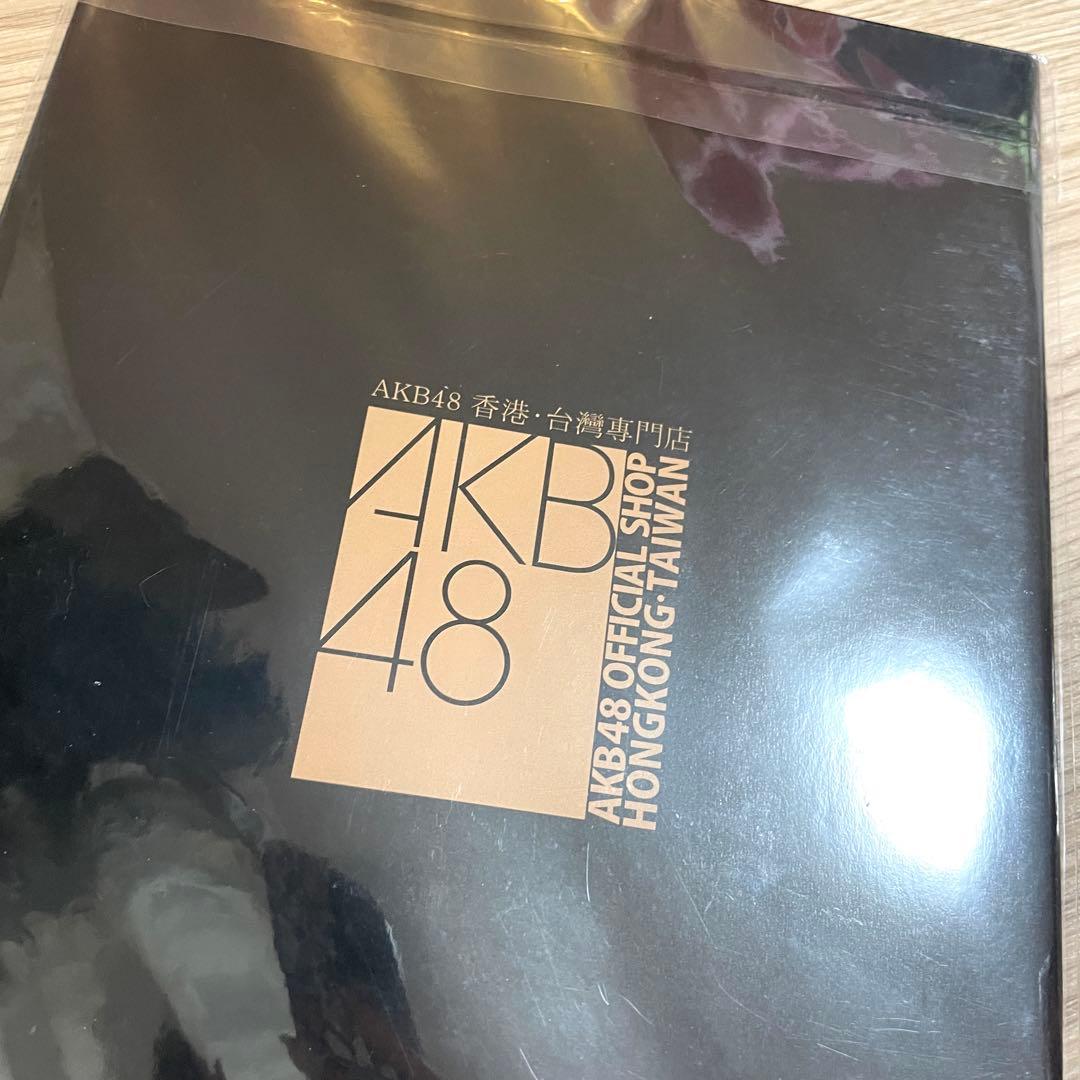 AKB48 香港·台灣專門店
AKB
48
AKB48 OFFICIAL SHOP
HONGKONG·TAIWAN